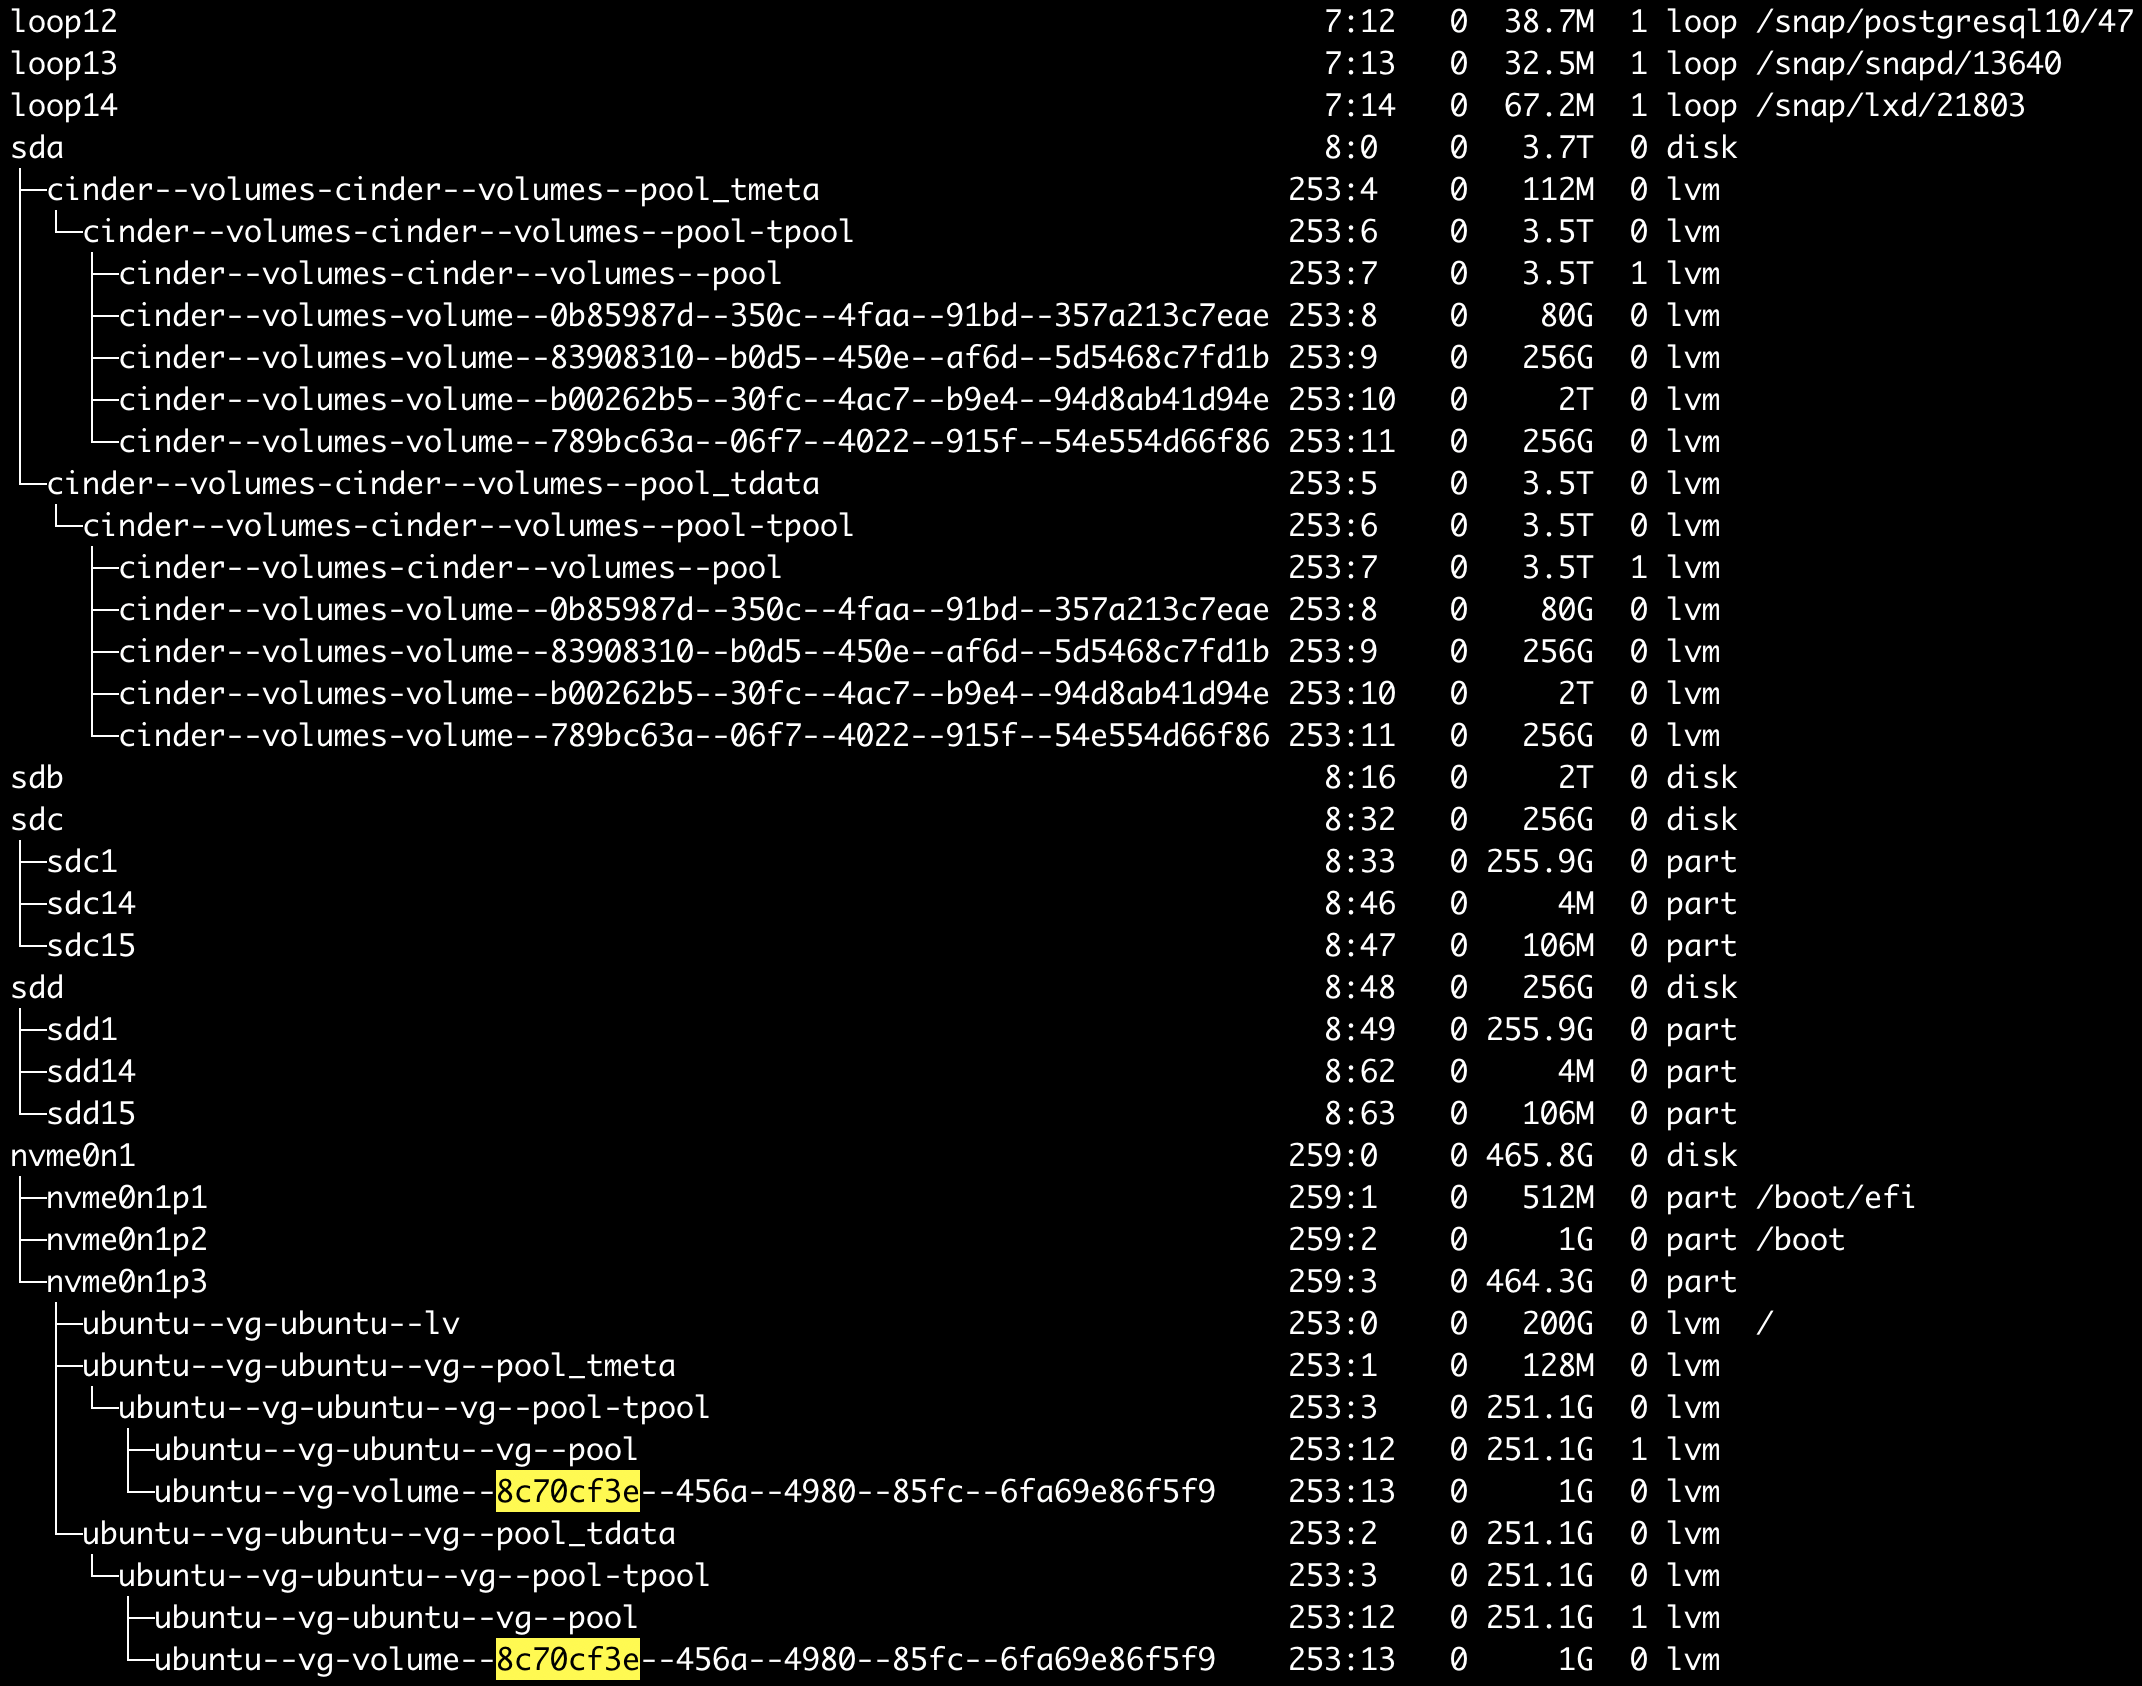 loop12 7:12 0 38.7M 1 loop /snap/postgresql10/47
loop13 7:13 0 32.5M 1 loop /snap/snapd/13640
loop14 7:14 0 67.2M 1 loop /snap/lxd/21803
sda 8:0 0 3.7T 0 disk
├─cinder--volumes-cinder--volumes--pool_tmeta 253:4 0 112M 0 lvm
│ └─cinder--volumes-cinder--volumes--pool-tpool 253:6 0 3.5T 0 lvm
│   ├─cinder--volumes-cinder--volumes--pool 253:7 0 3.5T 1 lvm
│   ├─cinder--volumes-volume--0b85987d--350c--4faa--91bd--357a213c7eae 253:8 0 80G 0 lvm
│   ├─cinder--volumes-volume--83908310--b0d5--450e--af6d--5d5468c7fd1b 253:9 0 256G 0 lvm
│   ├─cinder--volumes-volume--b00262b5--30fc--4ac7--b9e4--94d8ab41d94e 253:10 0 2T 0 lvm
│   └─cinder--volumes-volume--789bc63a--06f7--4022--915f--54e554d66f86 253:11 0 256G 0 lvm
└─cinder--volumes-cinder--volumes--pool_tdata 253:5 0 3.5T 0 lvm
  └─cinder--volumes-cinder--volumes--pool-tpool 253:6 0 3.5T 0 lvm
    ├─cinder--volumes-cinder--volumes--pool 253:7 0 3.5T 1 lvm
    ├─cinder--volumes-volume--0b85987d--350c--4faa--91bd--357a213c7eae 253:8 0 80G 0 lvm
    ├─cinder--volumes-volume--83908310--b0d5--450e--af6d--5d5468c7fd1b 253:9 0 256G 0 lvm
    ├─cinder--volumes-volume--b00262b5--30fc--4ac7--b9e4--94d8ab41d94e 253:10 0 2T 0 lvm
    └─cinder--volumes-volume--789bc63a--06f7--4022--915f--54e554d66f86 253:11 0 256G 0 lvm
sdb 8:16 0 2T 0 disk
sdc 8:32 0 256G 0 disk
├─sdc1 8:33 0 255.9G 0 part
├─sdc14 8:46 0 4M 0 part
└─sdc15 8:47 0 106M 0 part
sdd 8:48 0 256G 0 disk
├─sdd1 8:49 0 255.9G 0 part
├─sdd14 8:62 0 4M 0 part
└─sdd15 8:63 0 106M 0 part
nvme0n1 259:0 0 465.8G 0 disk
├─nvme0n1p1 259:1 0 512M 0 part /boot/efi
├─nvme0n1p2 259:2 0 1G 0 part /boot
└─nvme0n1p3 259:3 0 464.3G 0 part
  ├─ubuntu--vg-ubuntu--lv 253:0 0 200G 0 lvm /
  ├─ubuntu--vg-ubuntu--vg--pool_tmeta 253:1 0 128M 0 lvm
  │ └─ubuntu--vg-ubuntu--vg--pool-tpool 253:3 0 251.1G 0 lvm
  │   ├─ubuntu--vg-ubuntu--vg--pool 253:12 0 251.1G 1 lvm
  │   └─ubuntu--vg-volume--8c70cf3e--456a--4980--85fc--6fa69e86f5f9 253:13 0 1G 0 lvm
  └─ubuntu--vg-ubuntu--vg--pool_tdata 253:2 0 251.1G 0 lvm
    └─ubuntu--vg-ubuntu--vg--pool-tpool 253:3 0 251.1G 0 lvm
      ├─ubuntu--vg-ubuntu--vg--pool 253:12 0 251.1G 1 lvm
      └─ubuntu--vg-volume--8c70cf3e--456a--4980--85fc--6fa69e86f5f9 253:13 0 1G 0 lvm